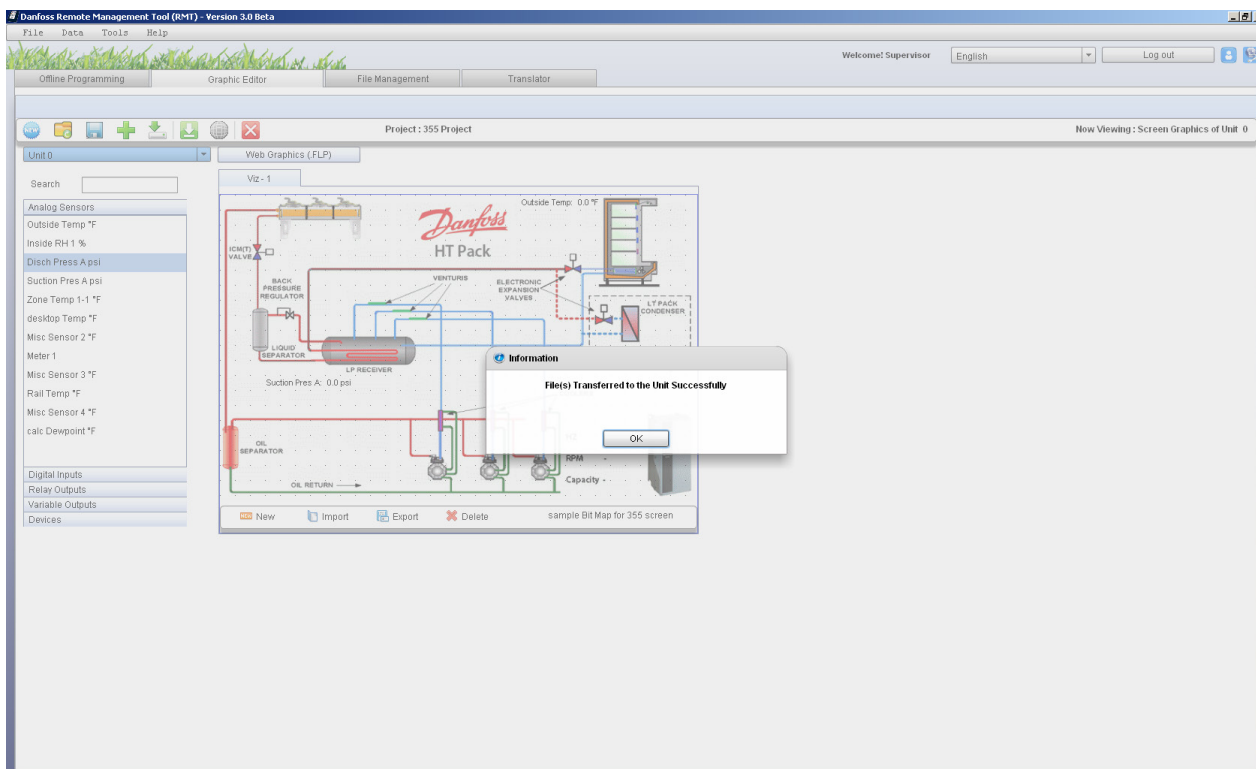 Danfoss Remote Management Tool (RMT) - Version 3.0 Beta
File Data Tools Help
Welcome! Supervisor English Log out
Offline Programming Graphic Editor File Management Translator
NEW Project : 355 Project Now Viewing : Screen Graphics of Unit 0
Unit 0 Web Graphics (.FLP)
Search
Viz - 1
Analog Sensors
Outside Temp °F
Inside RH 1 %
Disch Press A psi
Suction Pres A psi
Zone Temp 1-1 °F
desktop Temp °F
Misc Sensor 2 °F
Meter 1
Misc Sensor 3 °F
Rail Temp °F
Misc Sensor 4 °F
calc Dewpoint °F
Digital Inputs
Relay Outputs
Variable Outputs
Devices
Outside Temp: 0.0 °F
Danfoss
HT Pack
ICM(T)
VALVE
BACK
PRESSURE
REGULATOR
VENTURIS
ELECTRONIC
EXPANSION
VALVES
LT PACK
CONDENSER
LIQUID
SEPARATOR
LP RECEIVER
Suction Pres A: 0.0 psi
OIL
SEPARATOR
OIL RETURN
RPM -
Capacity -
Information
File(s) Transferred to the Unit Successfully
OK
New Import Export Delete sample Bit Map for 355 screen